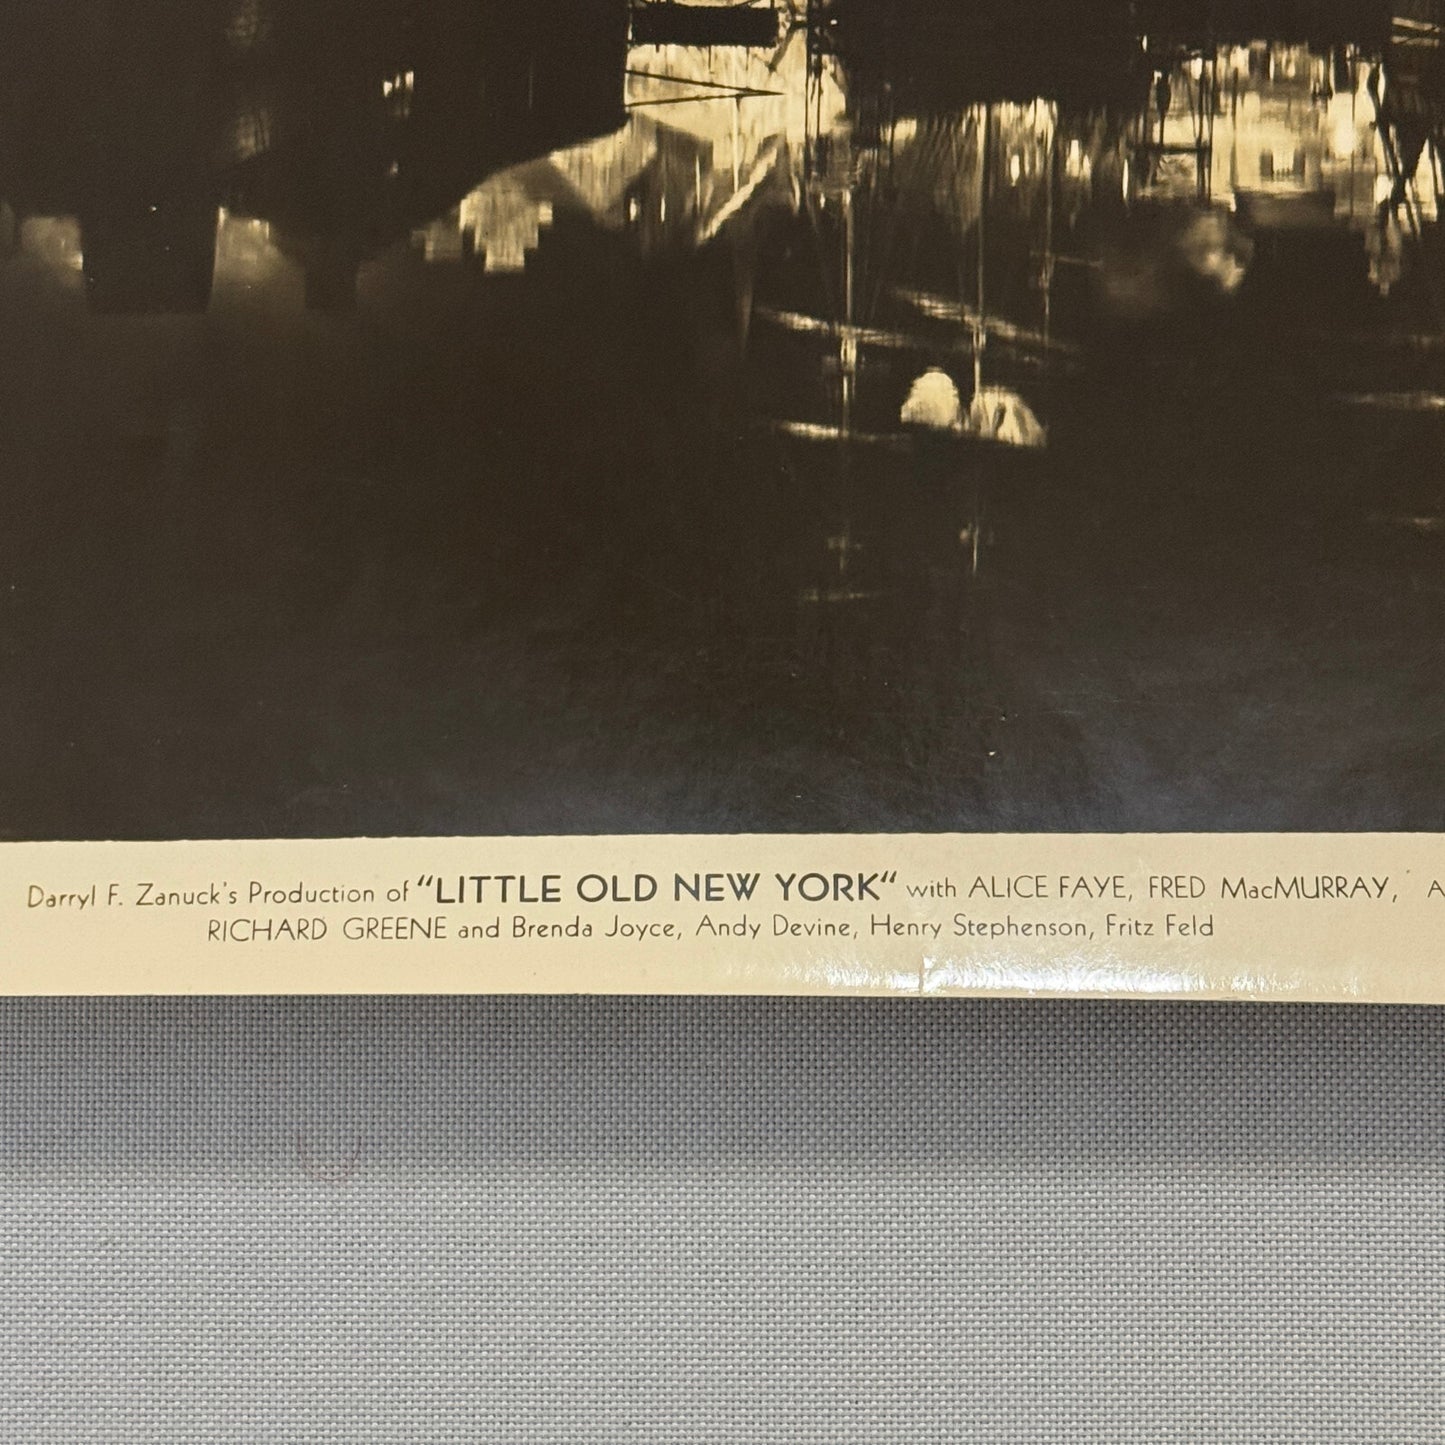 Darryl F. Zanuck's Production of "LITTLE OLD NEW YORK" with ALICE FAYE, FRED MacMURRAY, A
RICHARD GREENE and Brenda Joyce, Andy Devine, Henry Stephenson, Fritz Feld